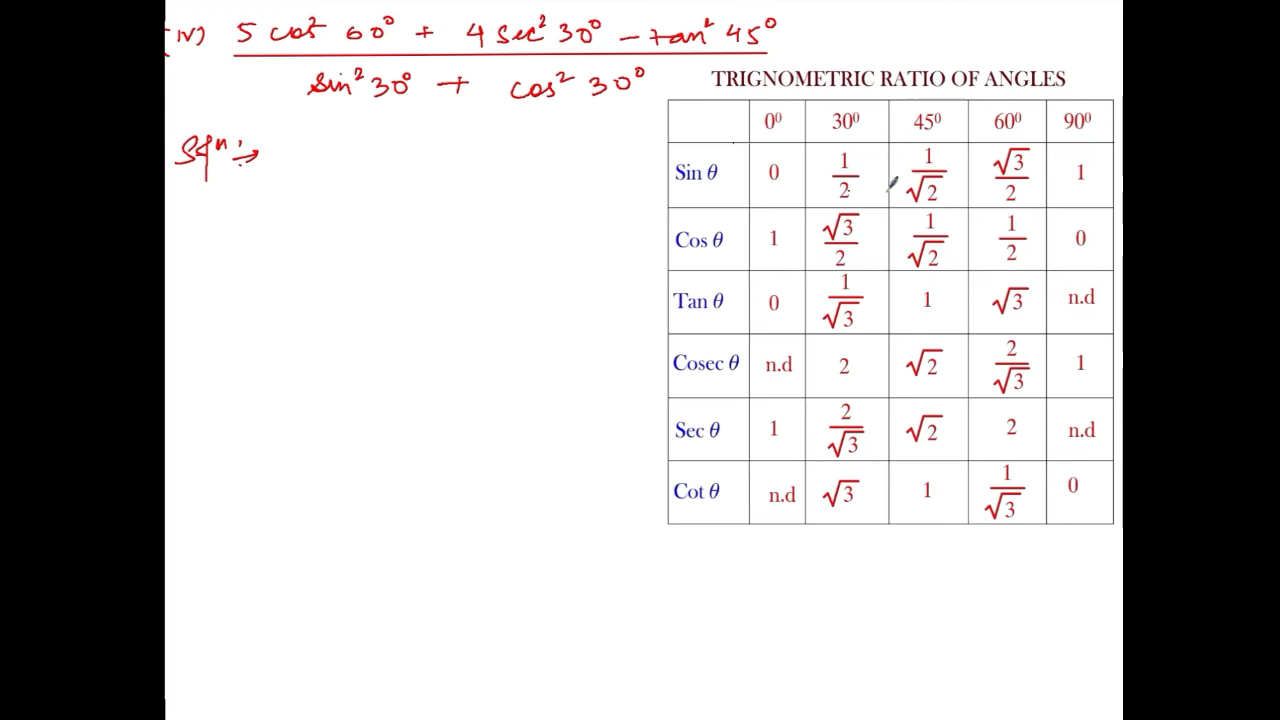 (iv) 5 cos² 60° + 4 sec² 30° − tan² 45°
sin² 30° + cos² 30°
Solⁿ :→
TRIGNOMETRIC RATIO OF ANGLES
0⁰ 30⁰ 45⁰ 60⁰ 90⁰
Sin θ 0 1/2 1/√2 √3/2 1
Cos θ 1 √3/2 1/√2 1/2 0
Tan θ 0 1/√3 1 √3 n.d
Cosec θ n.d 2 √2 2/√3 1
Sec θ 1 2/√3 √2 2 n.d
Cot θ n.d √3 1 1/√3 0